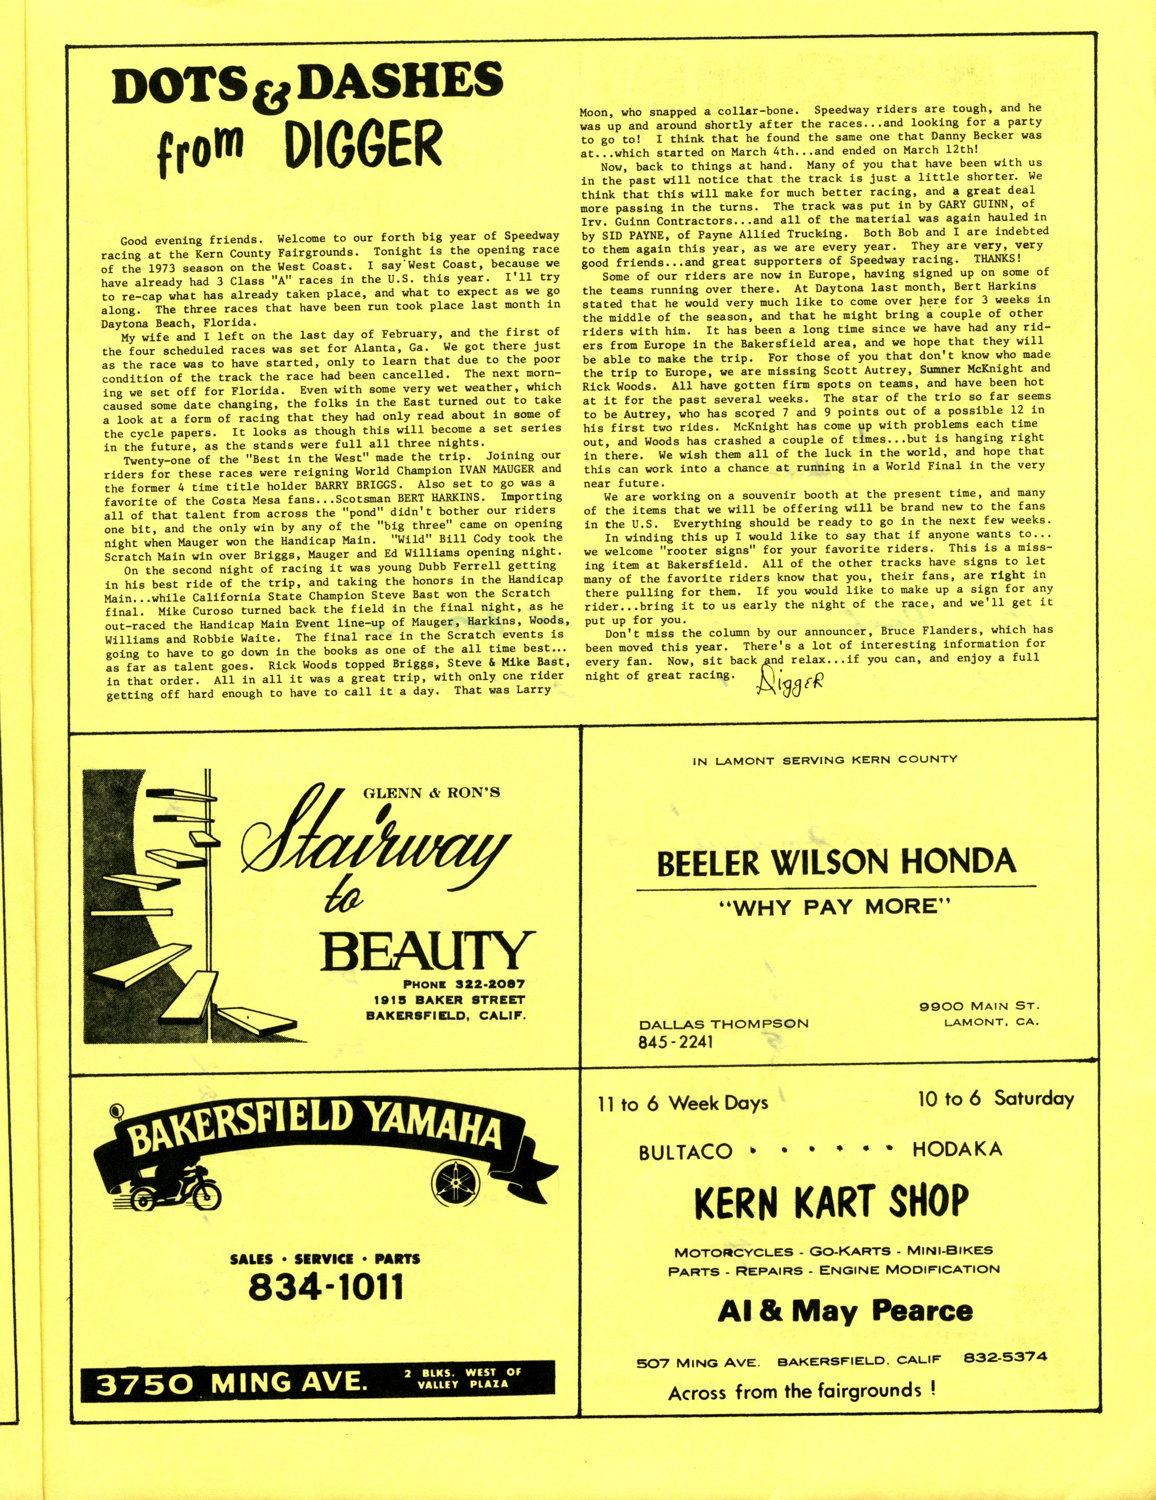 DOTS & DASHES
from DIGGER
Good evening friends. Welcome to our forth big year of Speedway
racing at the Kern County Fairgrounds. Tonight is the opening race
of the 1973 season on the West Coast. I say West Coast, because we
have already had 3 Class "A" races in the U.S. this year. I'll try
to re-cap what has already taken place, and what to expect as we go
along. The three races that have been run took place last month in
Daytona Beach, Florida.
My wife and I left on the last day of February, and the first of
the four scheduled races was set for Alanta, Ga. We got there just
as the race was to have started, only to learn that due to the poor
condition of the track the race had been cancelled. The next morn-
ing we set off for Florida. Even with some very wet weather, which
caused some date changing, the folks in the East turned out to take
a look at a form of racing that they had only read about in some of
the cycle papers. It looks as though this will become a set series
in the future, as the stands were full all three nights.
Twenty-one of the "Best in the West" made the trip. Joining our
riders for these races were reigning World Champion IVAN MAUGER and
the former 4 time title holder BARRY BRIGGS. Also set to go was a
favorite of the Costa Mesa fans...Scotsman BERT HARKINS. Importing
all of that talent from across the "pond" didn't bother our riders
one bit, and the only win by any of the "big three" came on opening
night when Mauger won the Handicap Main. "Wild" Bill Cody took the
Scratch Main win over Briggs, Mauger and Ed Williams opening night.
On the second night of racing it was young Dubb Ferrell getting
in his best ride of the trip, and taking the honors in the Handicap
Main...while California State Champion Steve Bast won the Scratch
final. Mike Curoso turned back the field in the final night, as he
out-raced the Handicap Main Event line-up of Mauger, Harkins, Woods,
Williams and Robbie Waite. The final race in the Scratch events is
going to have to go down in the books as one of the all time best...
as far as talent goes. Rick Woods topped Briggs, Steve & Mike Bast,
in that order. All in all it was a great trip, with only one rider
getting off hard enough to have to call it a day. That was Larry
Moon, who snapped a collar-bone. Speedway riders are tough, and he
was up and around shortly after the races...and looking for a party
to go to! I think that he found the same one that Danny Becker was
at...which started on March 4th...and ended on March 12th!
Now, back to things at hand. Many of you that have been with us
in the past will notice that the track is just a little shorter. We
think that this will make for much better racing, and a great deal
more passing in the turns. The track was put in by GARY GUINN, of
Irv. Guinn Contractors...and all of the material was again hauled in
by SID PAYNE, of Payne Allied Trucking. Both Bob and I are indebted
to them again this year, as we are every year. They are very, very
good friends...and great supporters of Speedway racing. THANKS!
Some of our riders are now in Europe, having signed up on some of
the teams running over there. At Daytona last month, Bert Harkins
stated that he would very much like to come over here for 3 weeks in
the middle of the season, and that he might bring a couple of other
riders with him. It has been a long time since we have had any rid-
ers from Europe in the Bakersfield area, and we hope that they will
be able to make the trip. For those of you that don't know who made
the trip to Europe, we are missing Scott Autrey, Sumner McKnight and
Rick Woods. All have gotten firm spots on teams, and have been hot
at it for the past several weeks. The star of the trio so far seems
to be Autrey, who has scored 7 and 9 points out of a possible 12 in
his first two rides. McKnight has come up with problems each time
out, and Woods has crashed a couple of times...but is hanging right
in there. We wish them all of the luck in the world, and hope that
this can work into a chance at running in a World Final in the very
near future.
We are working on a souvenir booth at the present time, and many
of the items that we will be offering will be brand new to the fans
in the U.S. Everything should be ready to go in the next few weeks.
In winding this up I would like to say that if anyone wants to...
we welcome "rooter signs" for your favorite riders. This is a miss-
ing item at Bakersfield. All of the other tracks have signs to let
many of the favorite riders know that you, their fans, are right in
there pulling for them. If you would like to make up a sign for any
rider...bring it to us early the night of the race, and we'll get it
put up for you.
Don't miss the column by our announcer, Bruce Flanders, which has
been moved this year. There's a lot of interesting information for
every fan. Now, sit back and relax...if you can, and enjoy a full
night of great racing.
Digger
GLENN & RON'S
Stairway
to
BEAUTY
PHONE 322-2087
1915 BAKER STREET
BAKERSFIELD, CALIF.
IN LAMONT SERVING KERN COUNTY
BEELER WILSON HONDA
"WHY PAY MORE"
DALLAS THOMPSON
845-2241
9900 MAIN ST.
LAMONT, CA.
BAKERSFIELD YAMAHA
SALES · SERVICE · PARTS
834-1011
3750 MING AVE.
2 BLKS. WEST OF
VALLEY PLAZA
11 to 6 Week Days 10 to 6 Saturday
BULTACO · · · · · · HODAKA
KERN KART SHOP
MOTORCYCLES - GO-KARTS - MINI-BIKES
PARTS - REPAIRS - ENGINE MODIFICATION
Al & May Pearce
507 MING AVE. BAKERSFIELD. CALIF 832-5374
Across from the fairgrounds !